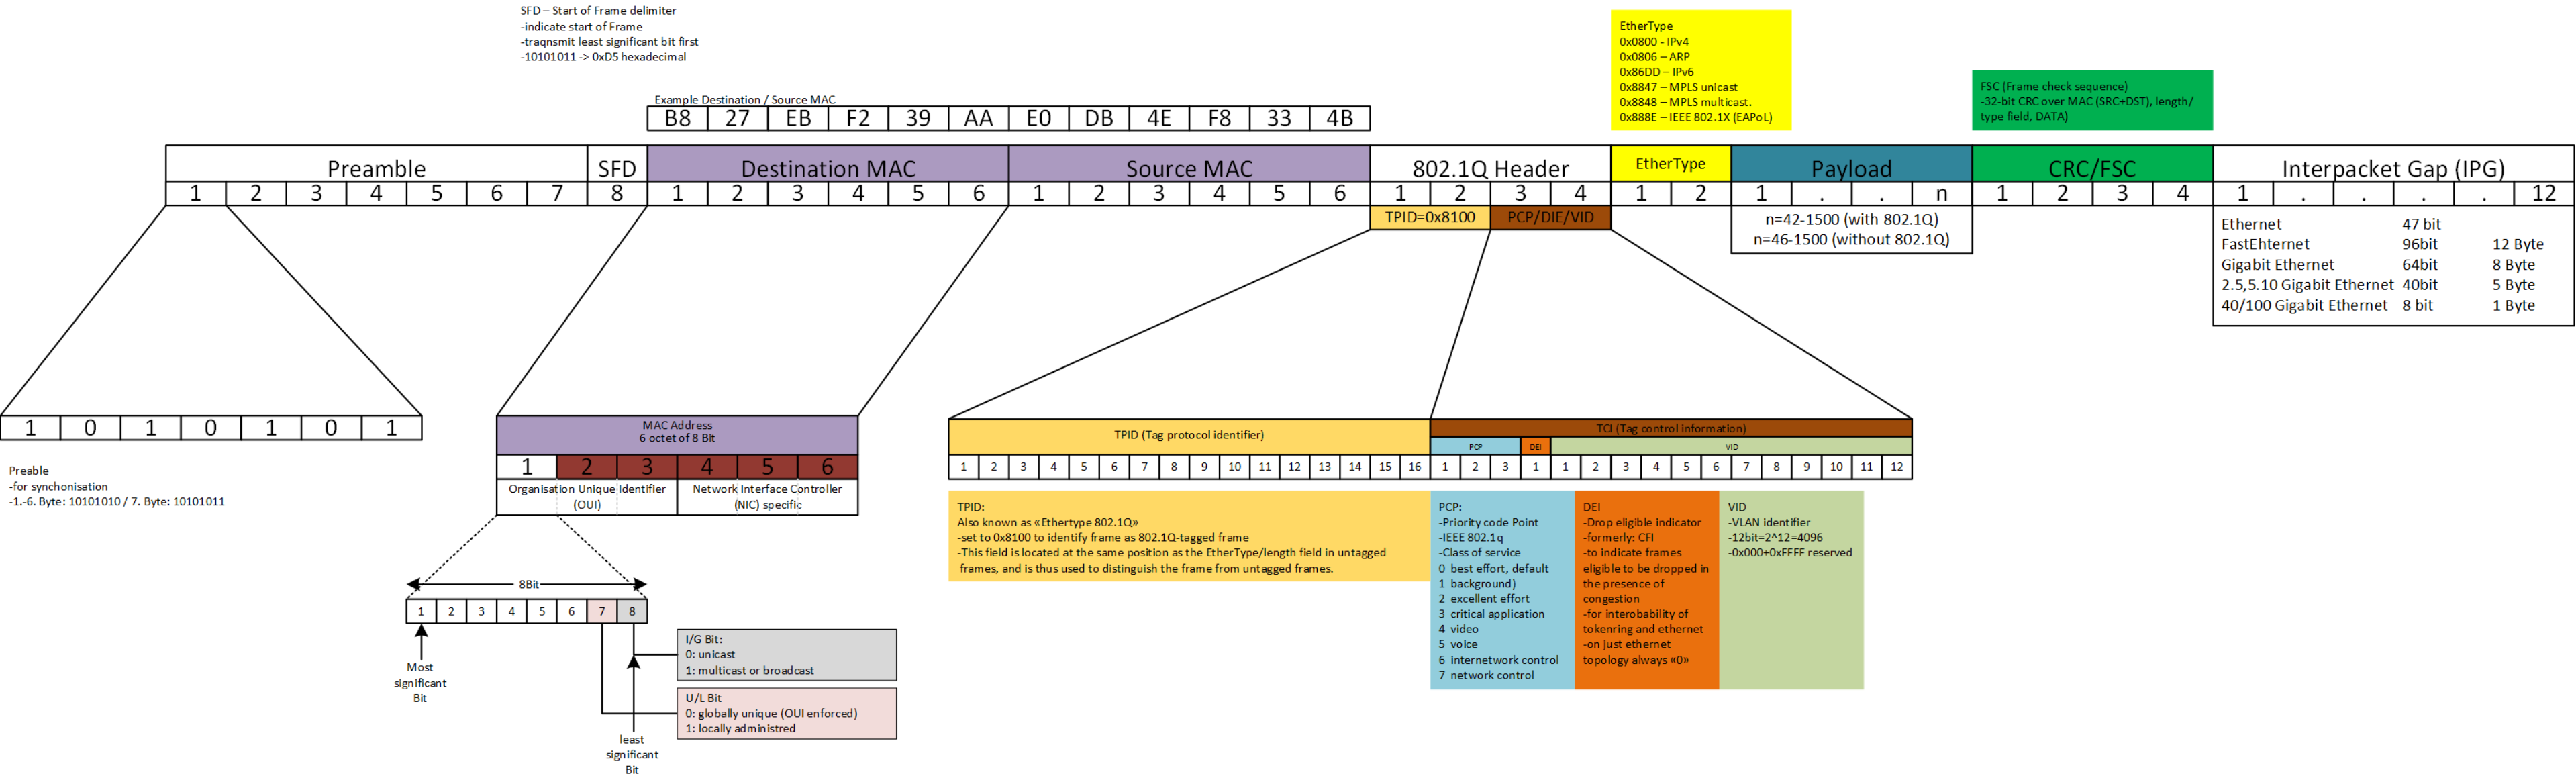 SFD – Start of Frame delimiter
-indicate start of Frame
-traqnsmit least significant bit first
-10101011 -> 0xD5 hexadecimal
EtherType
0x0800 - IPv4
0x0806 – ARP
0x86DD – IPv6
0x8847 – MPLS unicast
0x8848 – MPLS multicast.
0x888E – IEEE 802.1X (EAPoL)
FSC (Frame check sequence)
-32-bit CRC over MAC (SRC+DST), length/
type field, DATA)
Example Destination / Source MAC
B8 27 EB F2 39 AA E0 DB 4E F8 33 4B
Preamble SFD Destination MAC Source MAC 802.1Q Header EtherType Payload CRC/FSC Interpacket Gap (IPG)
1 2 3 4 5 6 7 8 1 2 3 4 5 6 1 2 3 4 5 6 1 2 3 4 1 2 1 . . n 1 2 3 4 1 . . . . 12
TPID=0x8100 PCP/DIE/VID
n=42-1500 (with 802.1Q)
n=46-1500 (without 802.1Q)
Ethernet 47 bit
FastEhternet 96bit 12 Byte
Gigabit Ethernet 64bit 8 Byte
2.5,5.10 Gigabit Ethernet 40bit 5 Byte
40/100 Gigabit Ethernet 8 bit 1 Byte
1 0 1 0 1 0 1
Preable
-for synchonisation
-1.-6. Byte: 10101010 / 7. Byte: 10101011
MAC Address
6 octet of 8 Bit
1 2 3 4 5 6
Organisation Unique Identifier
(OUI)
Network Interface Controller
(NIC) specific
8Bit
1 2 3 4 5 6 7 8
Most
significant
Bit
I/G Bit:
0: unicast
1: multicast or broadcast
U/L Bit
0: globally unique (OUI enforced)
1: locally administred
least
significant
Bit
TPID (Tag protocol identifier)
TCI (Tag control information)
PCP DEI VID
1 2 3 4 5 6 7 8 9 10 11 12 13 14 15 16 1 2 3 1 1 2 3 4 5 6 7 8 9 10 11 12
TPID:
Also known as «Ethertype 802.1Q»
-set to 0x8100 to identify frame as 802.1Q-tagged frame
-This field is located at the same position as the EtherType/length field in untagged
frames, and is thus used to distinguish the frame from untagged frames.
PCP:
-Priority code Point
-IEEE 802.1q
-Class of service
0 best effort, default
1 background)
2 excellent effort
3 critical application
4 video
5 voice
6 internetwork control
7 network control
DEI
-Drop eligible indicator
-formerly: CFI
-to indicate frames
eligible to be dropped in
the presence of
congestion
-for interobability of
tokenring and ethernet
-on just ethernet
topology always «0»
VID
-VLAN identifier
-12bit=2^12=4096
-0x000+0xFFFF reserved